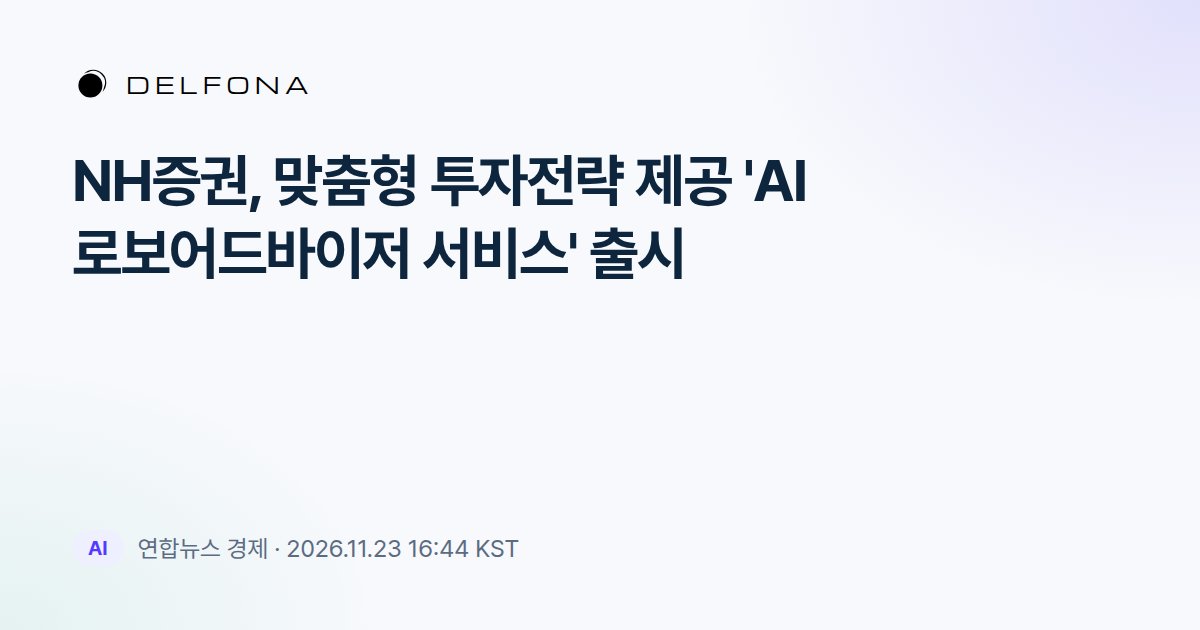 DELFONA
NH증권, 맞춤형 투자전략 제공 'AI
로보어드바이저 서비스' 출시
AI 연합뉴스 경제 · 2026.11.23 16:44 KST